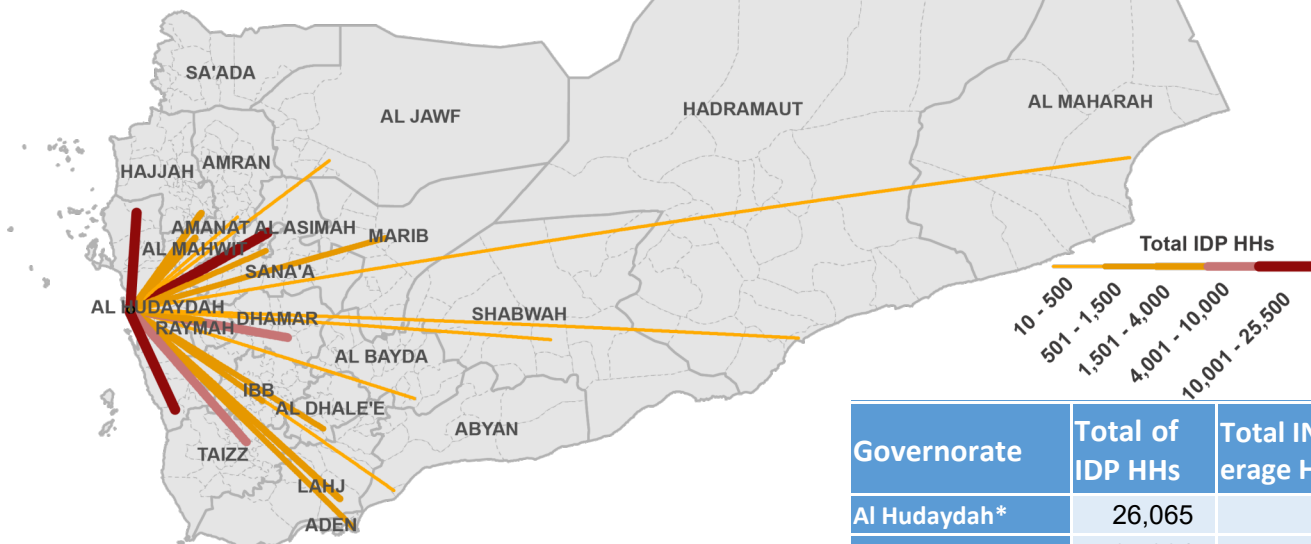 SA'ADA
AL JAWF
HADRAMAUT
AL MAHARAH
HAJJAH
AMRAN
AMANAT AL ASIMAH
MARIB
AL MAHWIT
SANA'A
AL HUDAYDAH
RAYMAH
DHAMAR
SHABWAH
AL BAYDA
IBB
AL DHALE'E
ABYAN
TAIZZ
LAHJ
ADEN
Total IDP HHs
10 - 500
501 - 1,500
1,501 - 4,000
4,001 - 10,000
10,001 - 25,500
Governorate
Total of
IDP HHs
Total IN
erage H
Al Hudaydah*
26,065